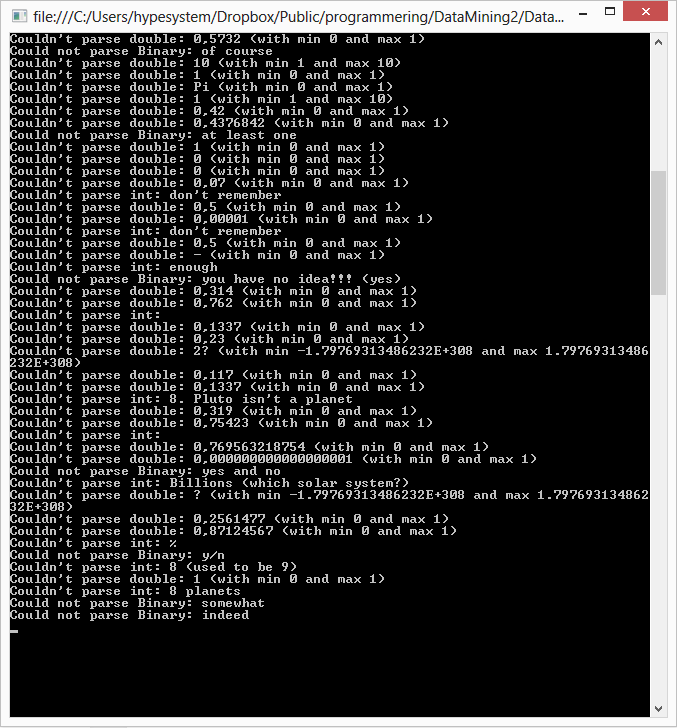 file:///C:/Users/hypesystem/Dropbox/Public/programmering/DataMining2/Data...
Couldn't parse double: 0,5732 (with min 0 and max 1)
Could not parse Binary: of course
Couldn't parse double: 10 (with min 1 and max 10)
Couldn't parse double: 1 (with min 0 and max 1)
Couldn't parse double: Pi (with min 0 and max 1)
Couldn't parse double: 1 (with min 1 and max 10)
Couldn't parse double: 0,42 (with min 0 and max 1)
Couldn't parse double: 0,4376842 (with min 0 and max 1)
Could not parse Binary: at least one
Couldn't parse double: 1 (with min 0 and max 1)
Couldn't parse double: 0 (with min 0 and max 1)
Couldn't parse double: 0 (with min 0 and max 1)
Couldn't parse double: 0,07 (with min 0 and max 1)
Couldn't parse int: don't remember
Couldn't parse double: 0,5 (with min 0 and max 1)
Couldn't parse double: 0,00001 (with min 0 and max 1)
Couldn't parse int: don't remember
Couldn't parse double: 0,5 (with min 0 and max 1)
Couldn't parse double: - (with min 0 and max 1)
Couldn't parse int: enough
Could not parse Binary: you have no idea!!! (yes)
Couldn't parse double: 0,314 (with min 0 and max 1)
Couldn't parse double: 0,762 (with min 0 and max 1)
Couldn't parse int:
Couldn't parse double: 0,1337 (with min 0 and max 1)
Couldn't parse double: 0,23 (with min 0 and max 1)
Couldn't parse double: 2? (with min -1.79769313486232E+308 and max 1.79769313486
232E+308)
Couldn't parse double: 0,117 (with min 0 and max 1)
Couldn't parse double: 0,1337 (with min 0 and max 1)
Couldn't parse int: 8. Pluto isn't a planet
Couldn't parse double: 0,319 (with min 0 and max 1)
Couldn't parse double: 0,75423 (with min 0 and max 1)
Couldn't parse int:
Couldn't parse double: 0,769563218754 (with min 0 and max 1)
Couldn't parse double: 0,000000000000000001 (with min 0 and max 1)
Could not parse Binary: yes and no
Couldn't parse int: Billions (which solar system?)
Couldn't parse double: ? (with min -1.79769313486232E+308 and max 1.797693134862
32E+308)
Couldn't parse double: 0,2561477 (with min 0 and max 1)
Couldn't parse double: 0,87124567 (with min 0 and max 1)
Couldn't parse int: %
Could not parse Binary: y/n
Couldn't parse int: 8 (used to be 9)
Couldn't parse double: 1 (with min 0 and max 1)
Couldn't parse int: 8 planets
Could not parse Binary: somewhat
Could not parse Binary: indeed